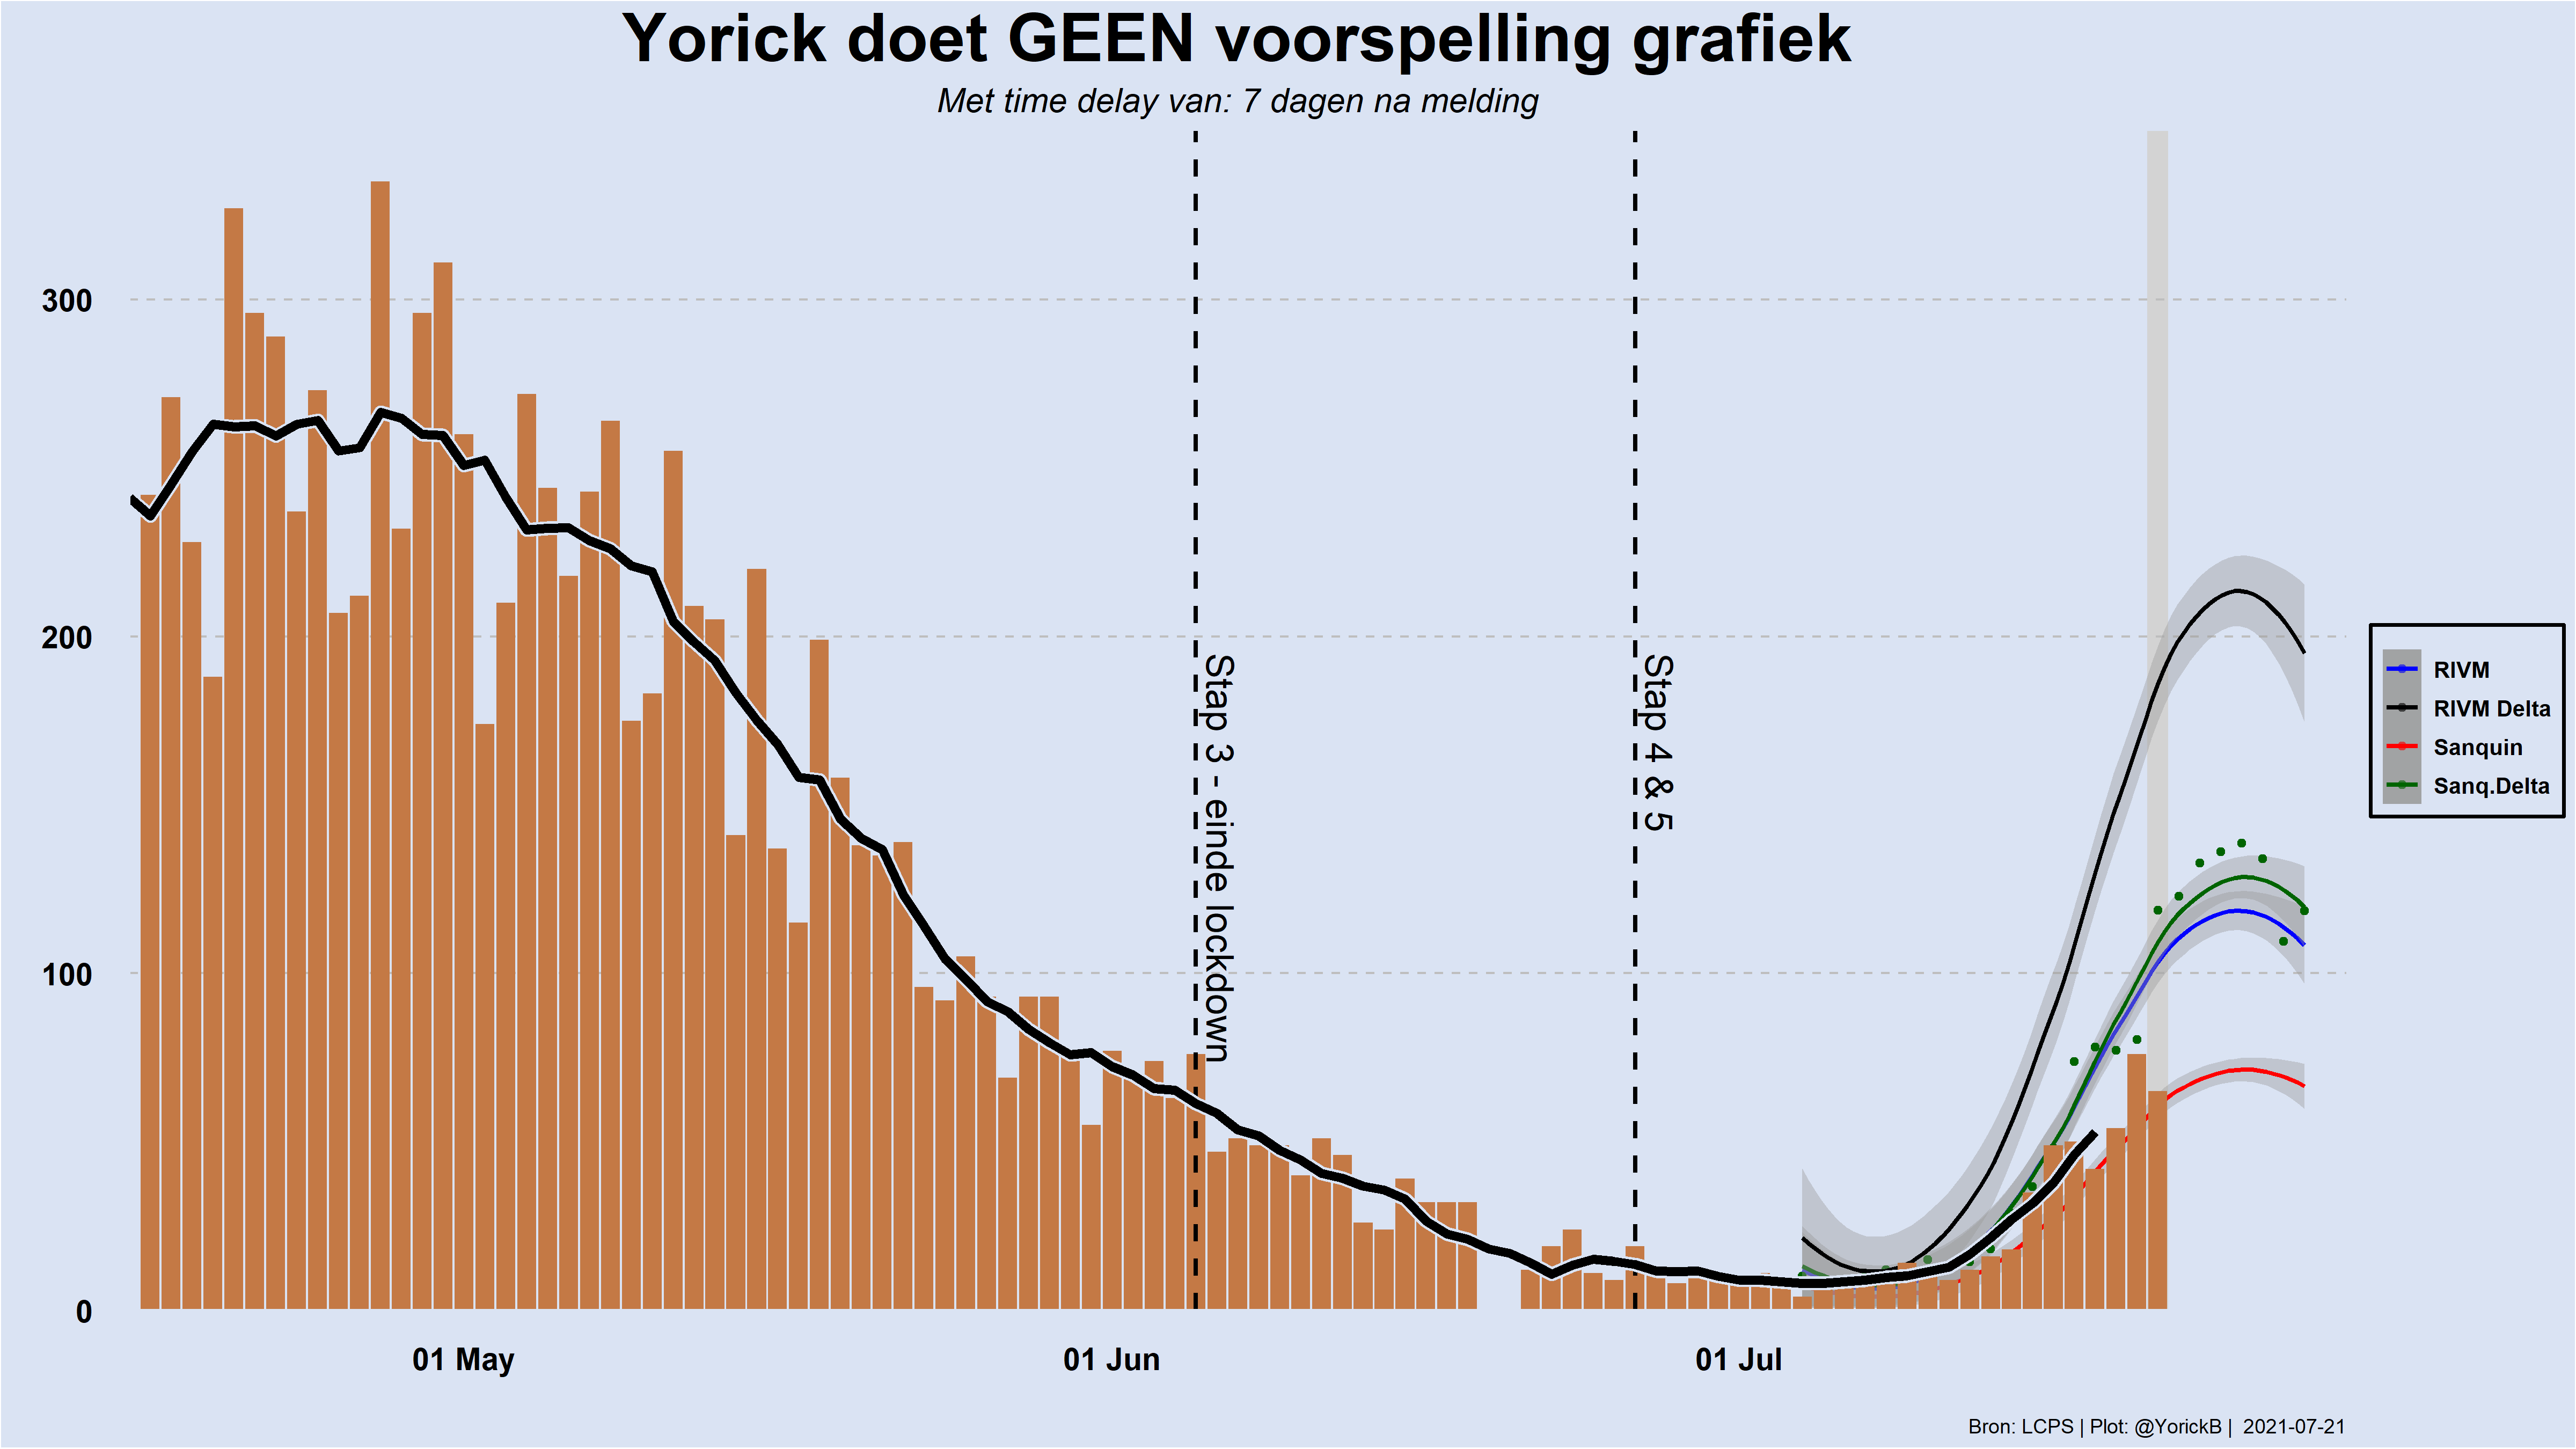 Yorick doet GEEN voorspelling grafiek
Met time delay van: 7 dagen na melding
300
200
100
0
Stap 3 - einde lockdown
Stap 4 & 5
RIVM
RIVM Delta
Sanquin
Sanq.Delta
01 May
01 Jun
01 Jul
Bron: LCPS | Plot: @YorickB | 2021-07-21